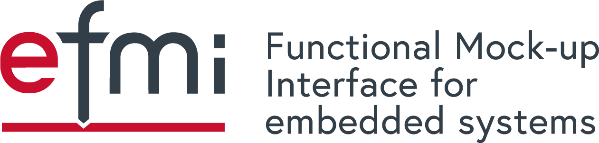 efmi
Functional Mock-up
Interface for
embedded systems